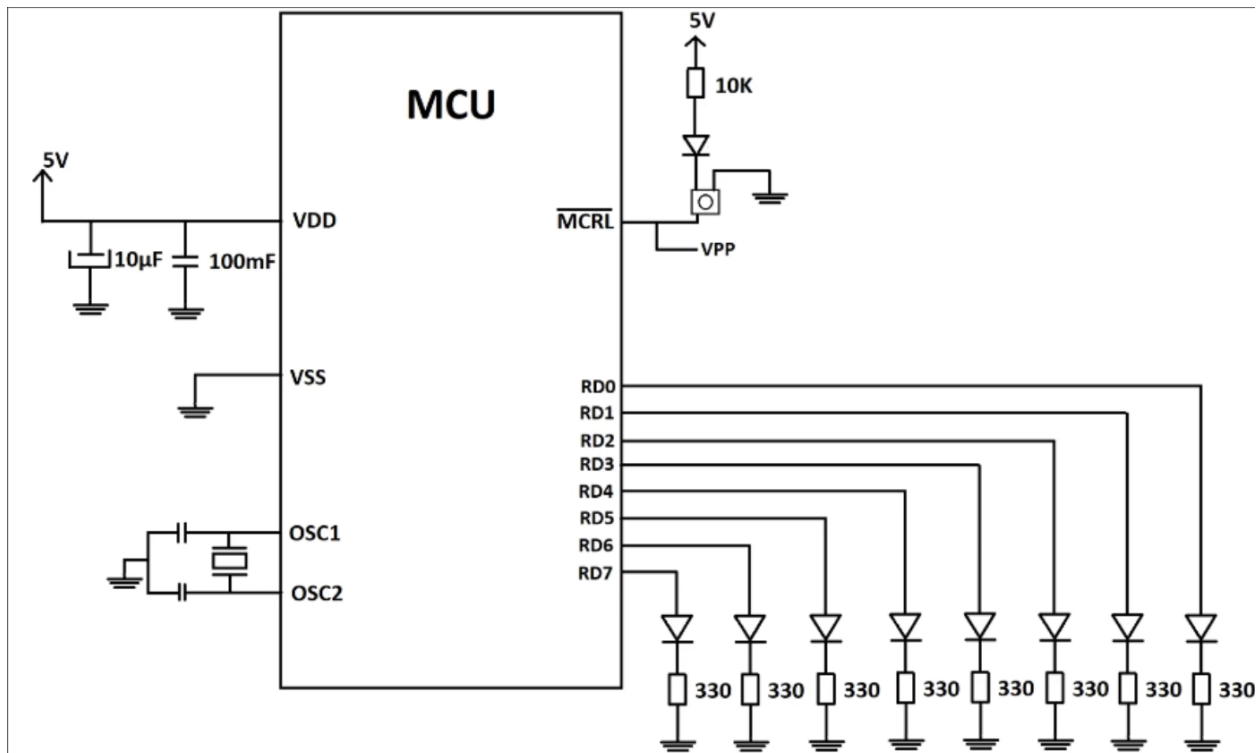 5V
10K
MCU
5V
VDD
MCRL
10µF
100mF
VPP
VSS
RD0
RD1
RD2
RD3
RD4
RD5
OSC1
RD6
RD7
OSC2
330 330 330 330 330 330 330 330